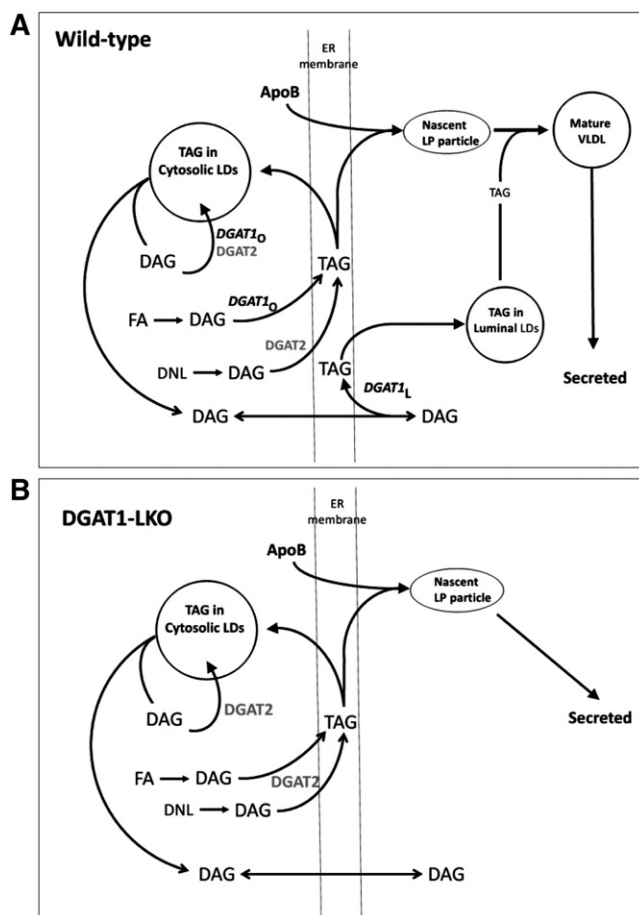 A
Wild-type
ER
membrane
ApoB
Nascent
LP particle
Mature
VLDL
TAG in
Cytosolic LDs
TAG
DGAT1O
DGAT2
DAG
TAG
FA
DAG
DGAT1O
TAG in
Luminal LDs
DGAT2
DNL
DAG
TAG
DGAT1L
Secreted
DAG
DAG
B
DGAT1-LKO
ER
membrane
ApoB
Nascent
LP particle
TAG in
Cytosolic LDs
DGAT2
DAG
TAG
Secreted
FA
DAG
DGAT2
DNL
DAG
DAG
DAG